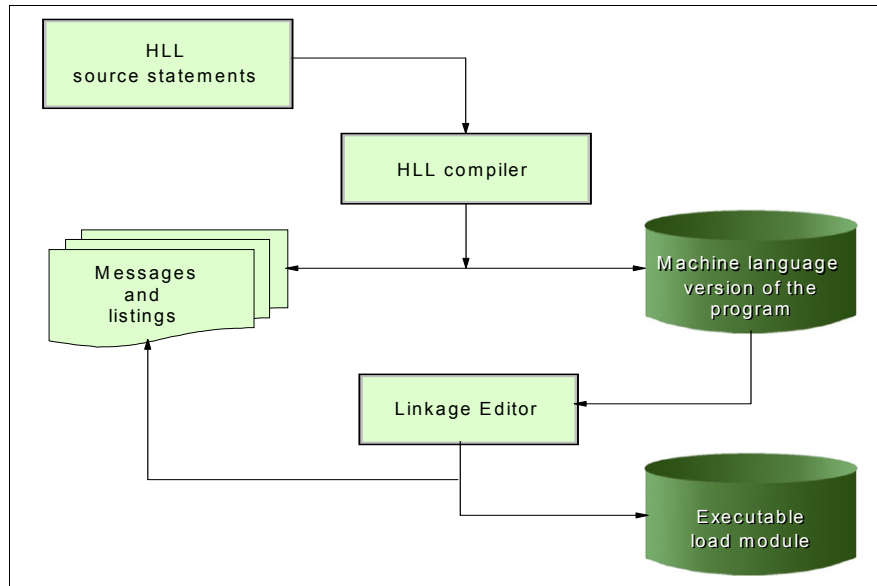 HLL
source statements
HLL compiler
Messages
and
listings
Machine language
version of the
program
Linkage Editor
Executable
load module